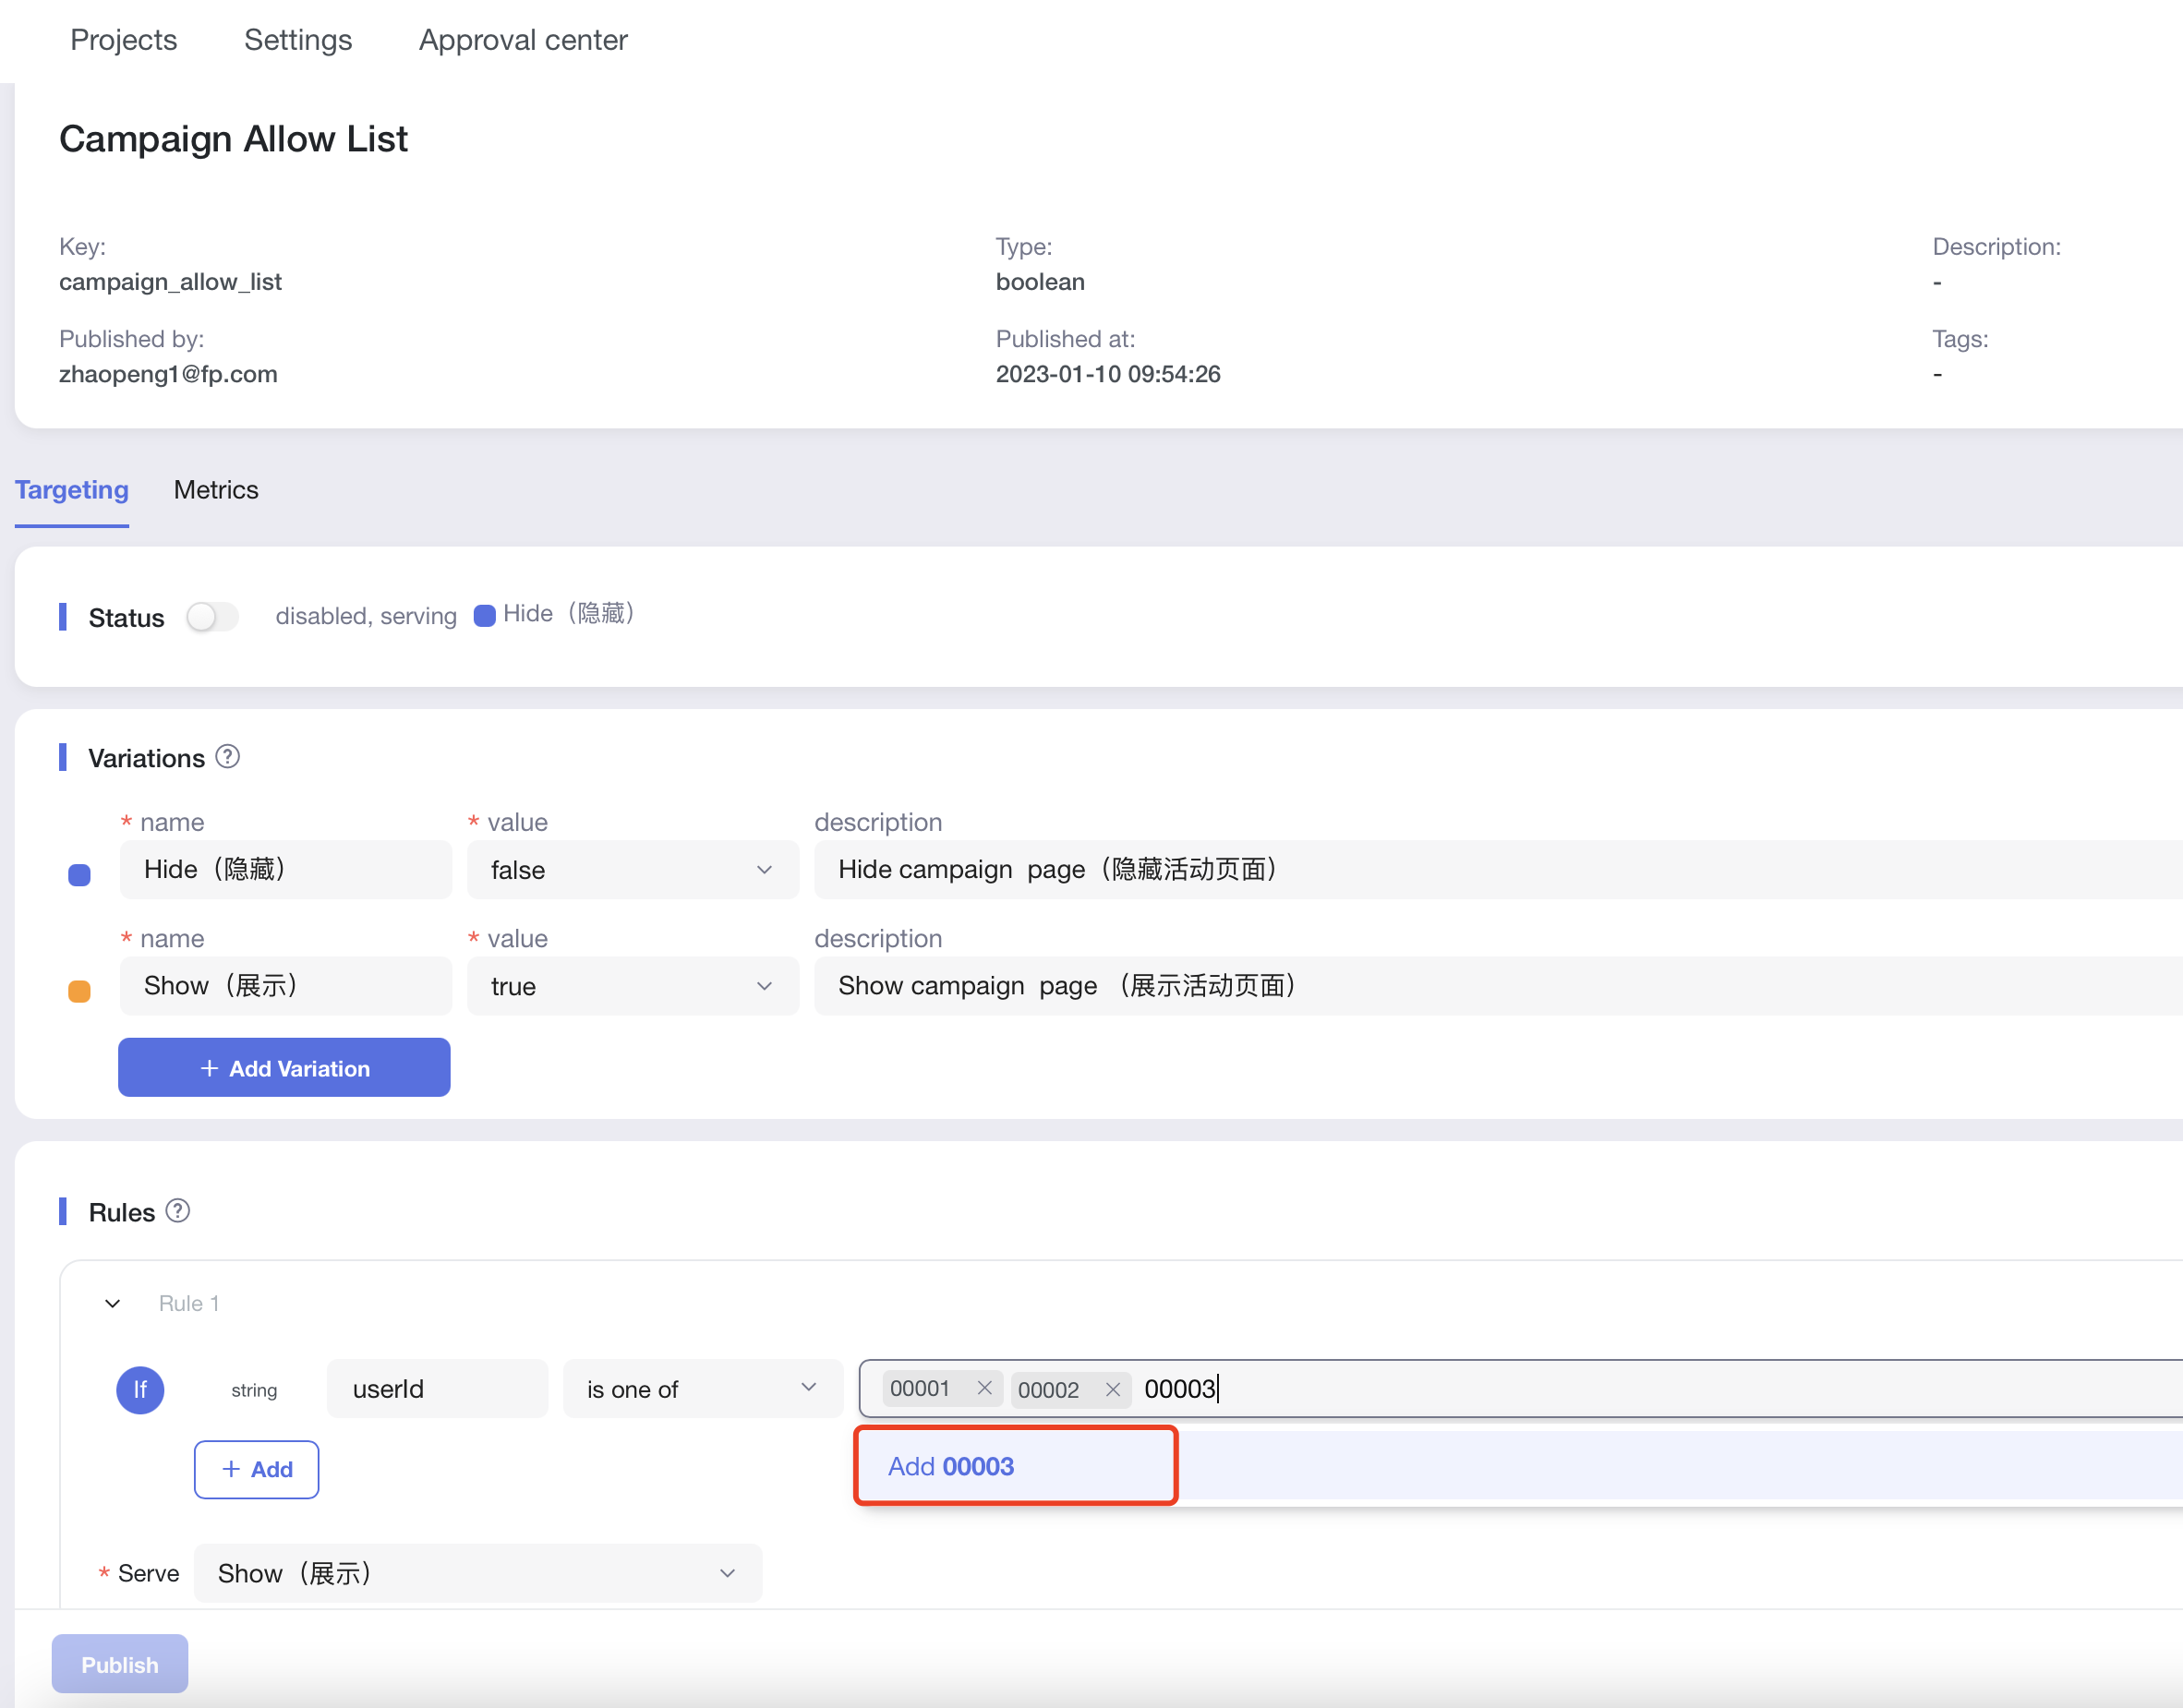 Projects Settings Approval center
Campaign Allow List
Key: Type: Description:
campaign_allow_list boolean -
Published by: Published at: Tags:
zhaopeng1@fp.com 2023-01-10 09:54:26 -
Targeting Metrics
Status disabled, serving Hide（隐藏）
Variations ?
* name * value description
Hide（隐藏） false Hide campaign page（隐藏活动页面）
* name * value description
Show（展示） true Show campaign page （展示活动页面）
+ Add Variation
Rules ?
Rule 1
If string userId is one of 00001 × 00002 × 00003
+ Add Add 00003
* Serve Show（展示）
Publish